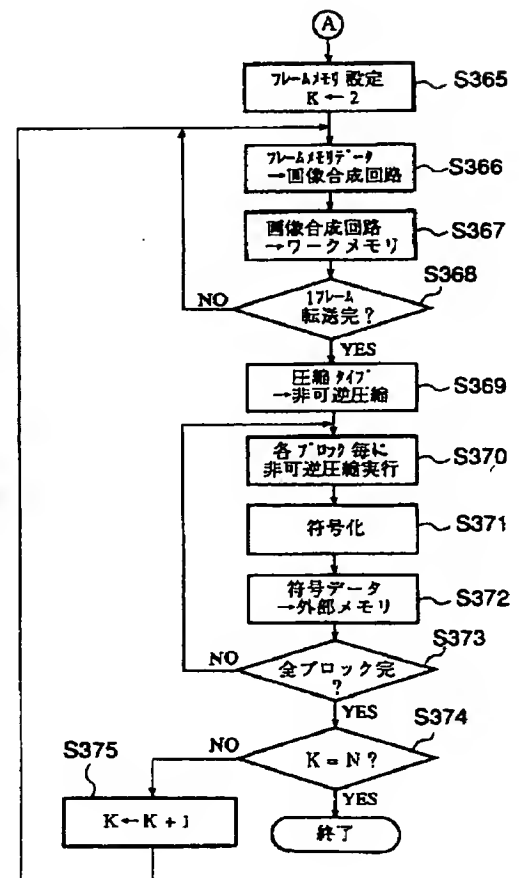 A
フレームメモリ 設定
K ← 2
S365
フレームメモリデータ
→画像合成回路
S366
画像合成回路
→ワークメモリ
S367
S368
NO
1フレーム
転送完?
YES
圧縮 タイプ
→非可逆圧縮
S369
各 ブロック 毎に
非可逆圧縮実行
S370
符号化
S371
符号データ
→外部メモリ
S372
S373
NO
全ブロック完
?
YES
S374
S375
NO
K = N ?
YES
K ← K + 1
終了